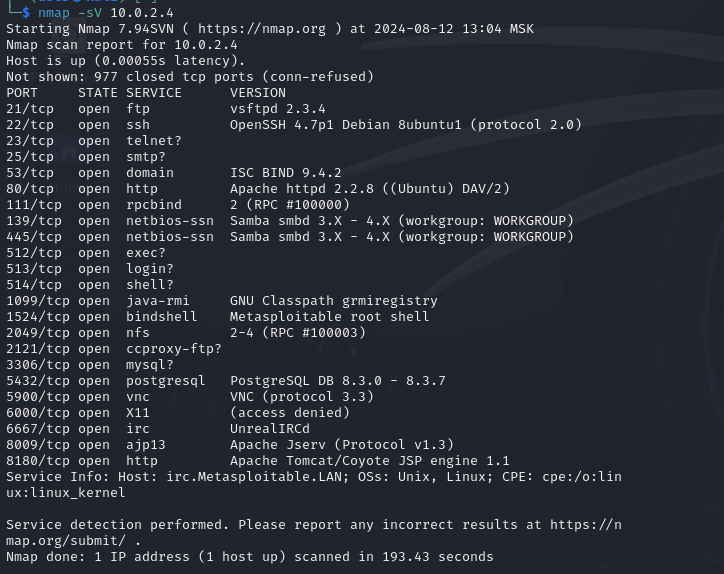 └─$ nmap -sV 10.0.2.4
Starting Nmap 7.94SVN ( https://nmap.org ) at 2024-08-12 13:04 MSK
Nmap scan report for 10.0.2.4
Host is up (0.00055s latency).
Not shown: 977 closed tcp ports (conn-refused)
PORT     STATE SERVICE      VERSION
21/tcp   open  ftp          vsftpd 2.3.4
22/tcp   open  ssh          OpenSSH 4.7p1 Debian 8ubuntu1 (protocol 2.0)
23/tcp   open  telnet?
25/tcp   open  smtp?
53/tcp   open  domain       ISC BIND 9.4.2
80/tcp   open  http         Apache httpd 2.2.8 ((Ubuntu) DAV/2)
111/tcp  open  rpcbind      2 (RPC #100000)
139/tcp  open  netbios-ssn  Samba smbd 3.X - 4.X (workgroup: WORKGROUP)
445/tcp  open  netbios-ssn  Samba smbd 3.X - 4.X (workgroup: WORKGROUP)
512/tcp  open  exec?
513/tcp  open  login?
514/tcp  open  shell?
1099/tcp open  java-rmi     GNU Classpath grmiregistry
1524/tcp open  bindshell    Metasploitable root shell
2049/tcp open  nfs          2-4 (RPC #100003)
2121/tcp open  ccproxy-ftp?
3306/tcp open  mysql?
5432/tcp open  postgresql   PostgreSQL DB 8.3.0 - 8.3.7
5900/tcp open  vnc          VNC (protocol 3.3)
6000/tcp open  X11          (access denied)
6667/tcp open  irc          UnrealIRCd
8009/tcp open  ajp13        Apache Jserv (Protocol v1.3)
8180/tcp open  http         Apache Tomcat/Coyote JSP engine 1.1
Service Info: Host: irc.Metasploitable.LAN; OSs: Unix, Linux; CPE: cpe:/o:lin
ux:linux_kernel

Service detection performed. Please report any incorrect results at https://n
map.org/submit/ .
Nmap done: 1 IP address (1 host up) scanned in 193.43 seconds